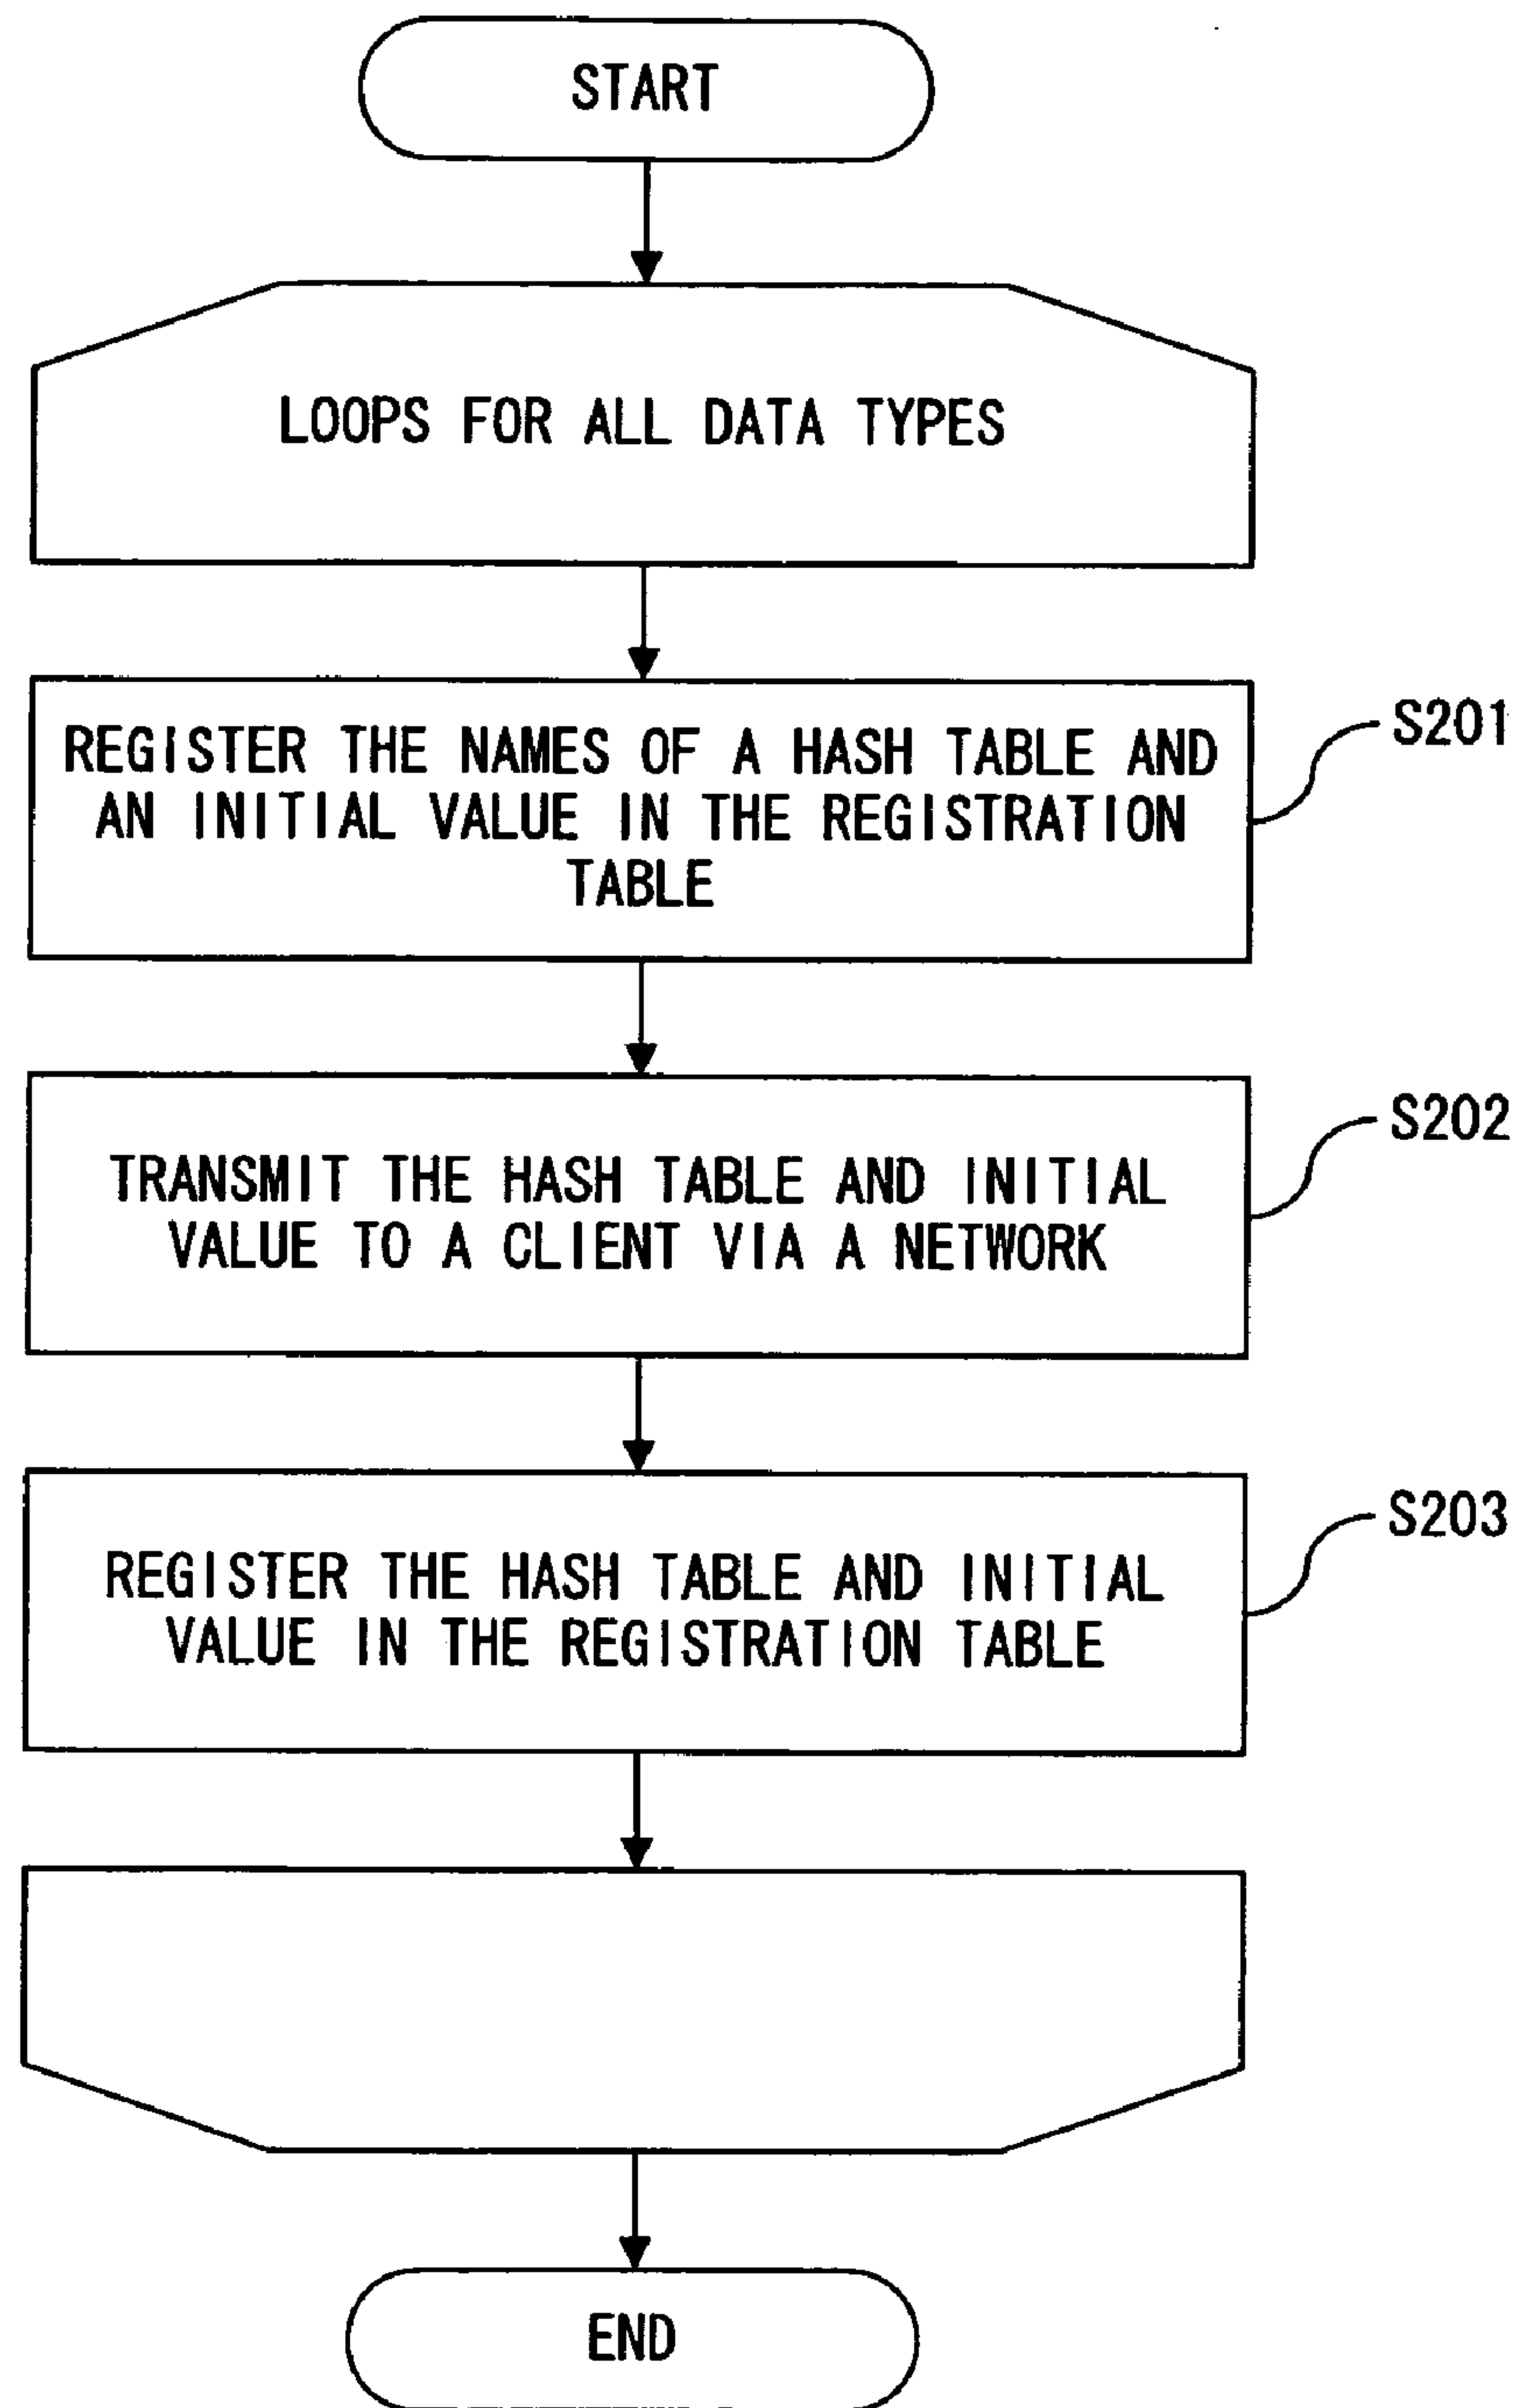 START
LOOPS FOR ALL DATA TYPES
REGISTER THE NAMES OF A HASH TABLE AND
AN INITIAL VALUE IN THE REGISTRATION
TABLE
S201
TRANSMIT THE HASH TABLE AND INITIAL
VALUE TO A CLIENT VIA A NETWORK
S202
REGISTER THE HASH TABLE AND INITIAL
VALUE IN THE REGISTRATION TABLE
S203
END